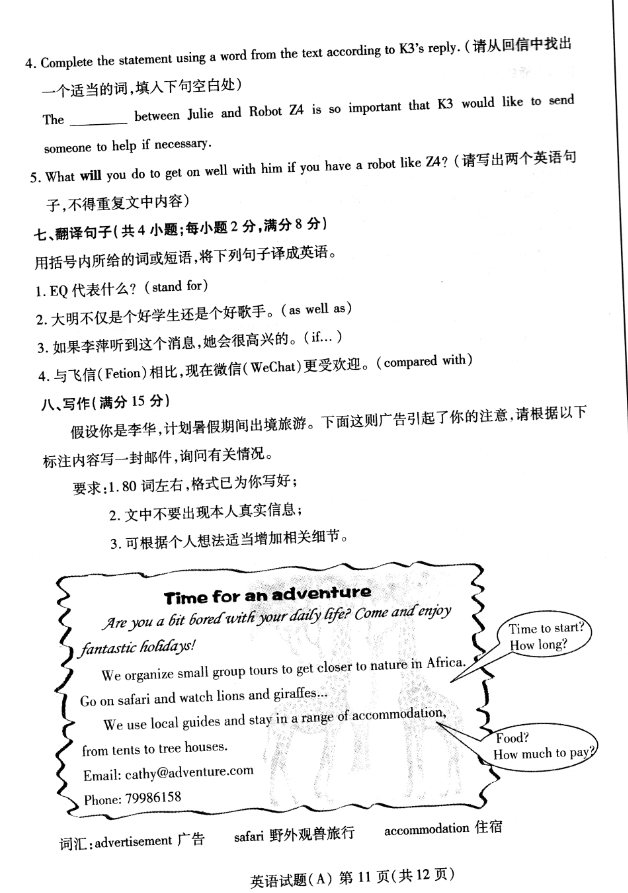 4. Complete the statement using a word from the text according to K3's reply. (请从回信中找出
一个适当的词,填入下句空白处)
The ________ between Julie and Robot Z4 is so important that K3 would like to send
someone to help if necessary.
5. What will you do to get on well with him if you have a robot like Z4? (请写出两个英语句
子,不得重复文中内容)
七、翻译句子(共4小题;每小题2分,满分8分)
用括号内所给的词或短语,将下列句子译成英语。
1. EQ 代表什么? (stand for)
2. 大明不仅是个好学生还是个好歌手。(as well as)
3. 如果李萍听到这个消息,她会很高兴的。(if...)
4. 与飞信(Fetion)相比,现在微信(WeChat)更受欢迎。(compared with)
八、写作(满分15分)
假设你是李华,计划暑假期间出境旅游。下面这则广告引起了你的注意,请根据以下
标注内容写一封邮件,询问有关情况。
要求:1. 80 词左右,格式已为你写好;
2. 文中不要出现本人真实信息;
3. 可根据个人想法适当增加相关细节。
Time for an adventure
Are you a bit bored with your daily life? Come and enjoy
fantastic holidays!
We organize small group tours to get closer to nature in Africa.
Go on safari and watch lions and giraffes...
We use local guides and stay in a range of accommodation,
from tents to tree houses.
Email: cathy@adventure.com
Phone: 79986158
Time to start?
How long?
Food?
How much to pay?
词汇:advertisement 广告 safari 野外观兽旅行 accommodation 住宿
英语试题(A) 第11页(共12页)